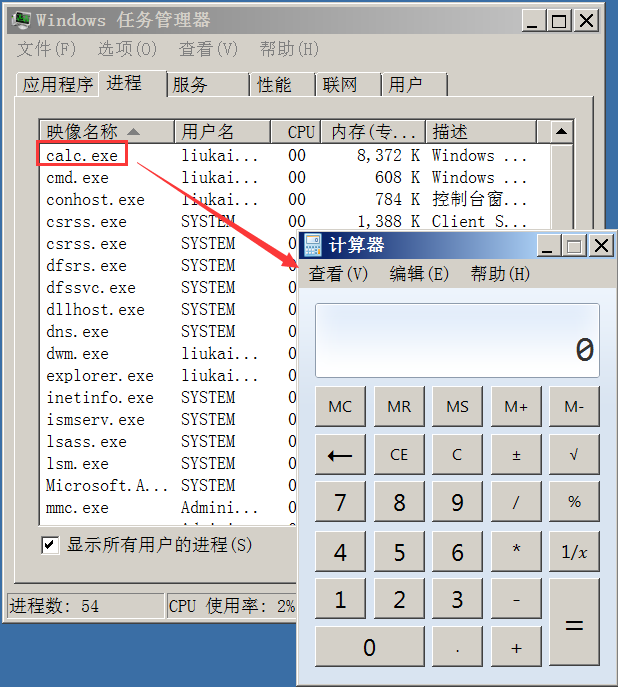 Windows 任务管理器
文件(F) 选项(O) 查看(V) 帮助(H)
应用程序 进程 服务 性能 联网 用户
映像名称 用户名 CPU 内存(专... 描述
calc.exe liukai... 00 8,372 K Windows ...
cmd.exe liukai... 00 608 K Windows ...
conhost.exe liukai... 00 784 K 控制台窗...
csrss.exe SYSTEM 00 1,388 K Client S...
csrss.exe SYSTEM
dfsrs.exe SYSTEM
dfssvc.exe SYSTEM
dllhost.exe SYSTEM
dns.exe SYSTEM
dwm.exe liukai...
explorer.exe liukai...
inetinfo.exe SYSTEM
ismserv.exe SYSTEM
lsass.exe SYSTEM
lsm.exe SYSTEM
Microsoft.A... SYSTEM
mmc.exe Admini...
显示所有用户的进程(S)
进程数: 54 CPU 使用率: 2%
计算器
查看(V) 编辑(E) 帮助(H)
0
MC MR MS M+ M-
← CE C ± √
7 8 9 / %
4 5 6 * 1/x
1 2 3 - =
0 . +